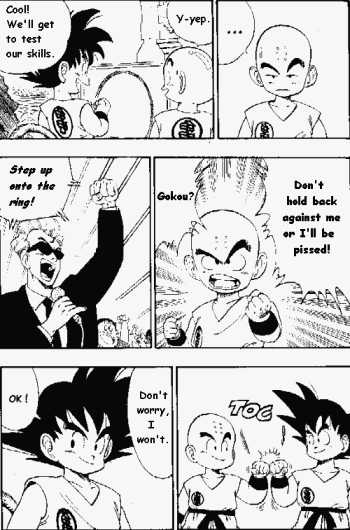 Cool!
We'll get
to test
our skills.
Y-yep.
...
Step up
onto the
ring!
Gokou?
Don't
hold back
against me
or I'll be
pissed!
OK!
Don't
worry,
I
won't.
TOC